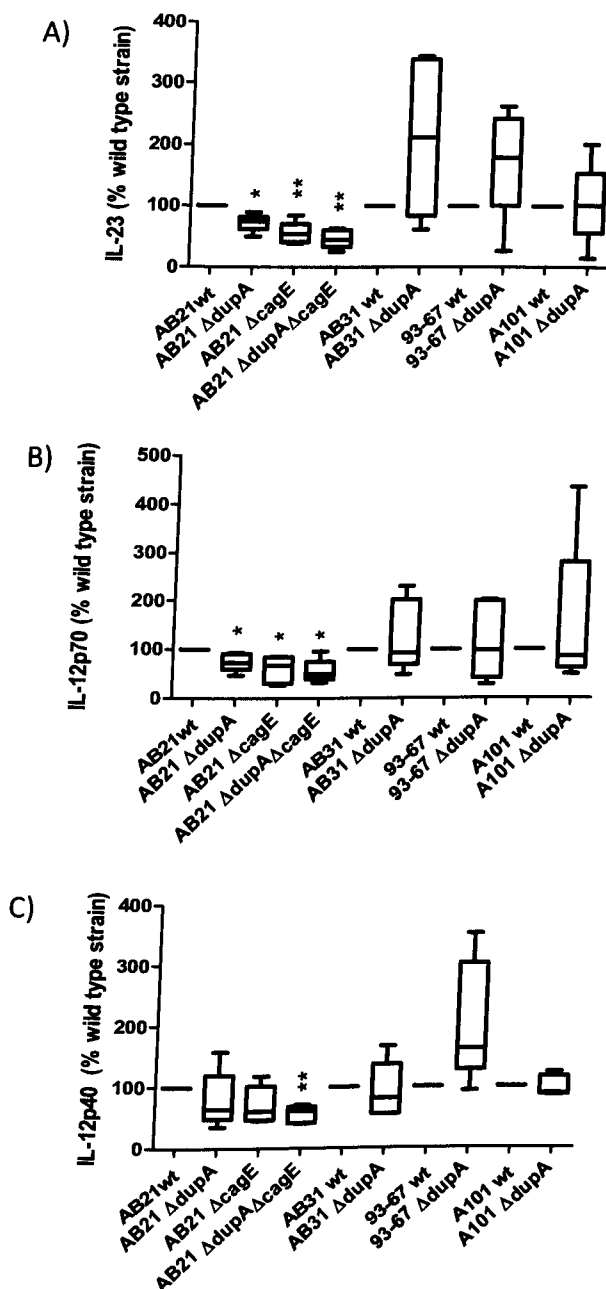 A)
IL-23 (% wild type strain)
400
300
200
100
0
*
**
**
AB21wt
AB21 ΔdupA
AB21 ΔcagE
AB21 ΔdupAΔcagE
AB31 wt
AB31 ΔdupA
93-67 wt
93-67 ΔdupA
A101 wt
A101 ΔdupA
B)
IL-12p70 (% wild type strain)
500
400
300
200
100
0
*
*
*
AB21wt
AB21 ΔdupA
AB21 ΔcagE
AB21 ΔdupAΔcagE
AB31 wt
AB31 ΔdupA
93-67 wt
93-67 ΔdupA
A101 wt
A101 ΔdupA
C)
IL-12p40 (% wild type strain)
400
300
200
100
0
**
AB21wt
AB21 ΔdupA
AB21 ΔcagE
AB21 ΔdupAΔcagE
AB31 wt
AB31 ΔdupA
93-67 wt
93-67 ΔdupA
A101 wt
A101 ΔdupA